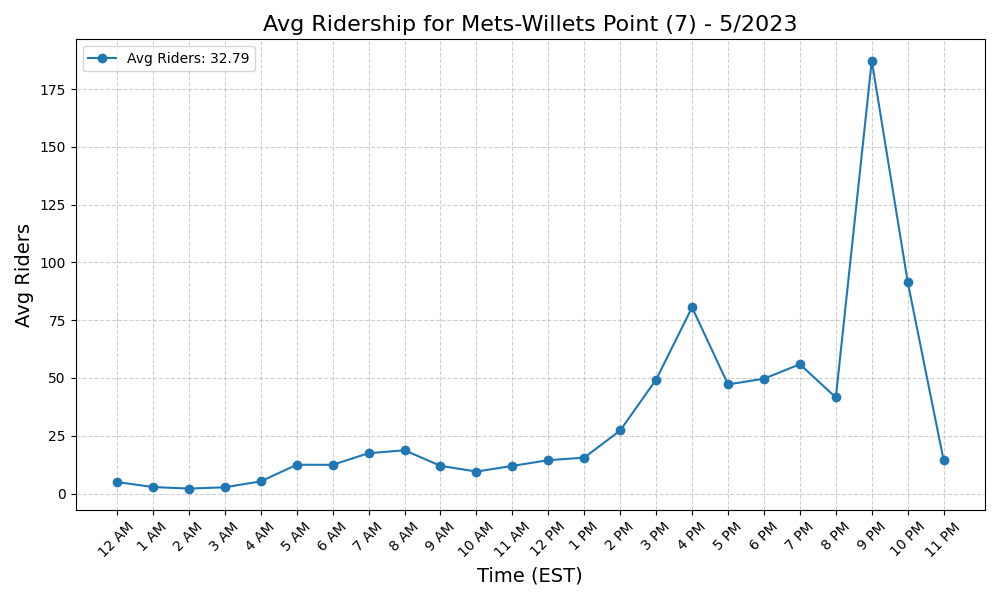 Avg Ridership for Mets-Willets Point (7) - 5/2023
Avg Riders: 32.79
Avg Riders
175
150
125
100
75
50
25
0
12 AM
1 AM
2 AM
3 AM
4 AM
5 AM
6 AM
7 AM
8 AM
9 AM
10 AM
11 AM
12 PM
1 PM
2 PM
3 PM
4 PM
5 PM
6 PM
7 PM
8 PM
9 PM
10 PM
11 PM
Time (EST)